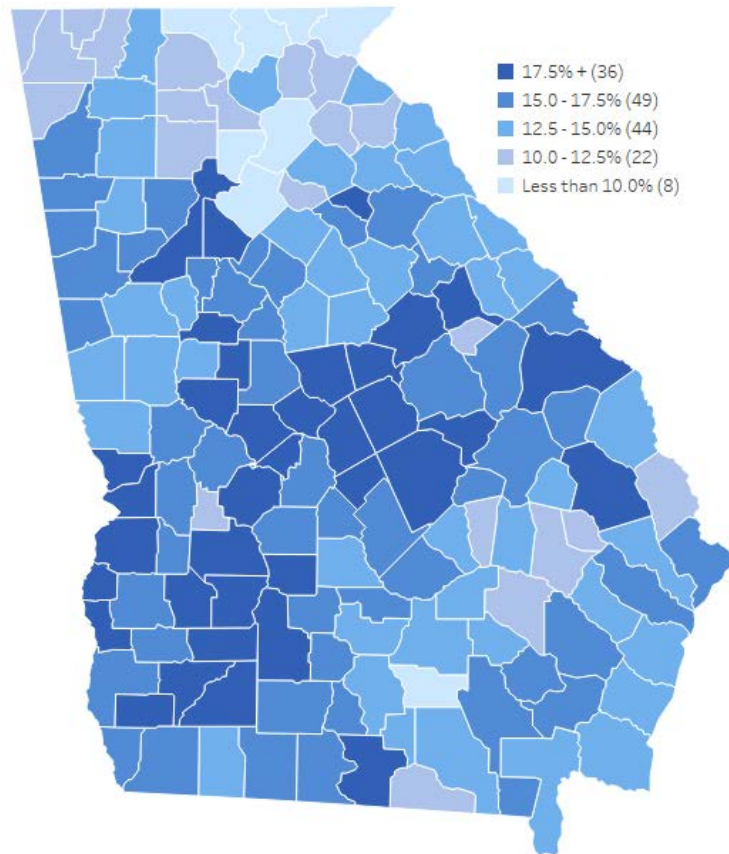 17.5% + (36)
15.0 - 17.5% (49)
12.5 - 15.0% (44)
10.0 - 12.5% (22)
Less than 10.0% (8)